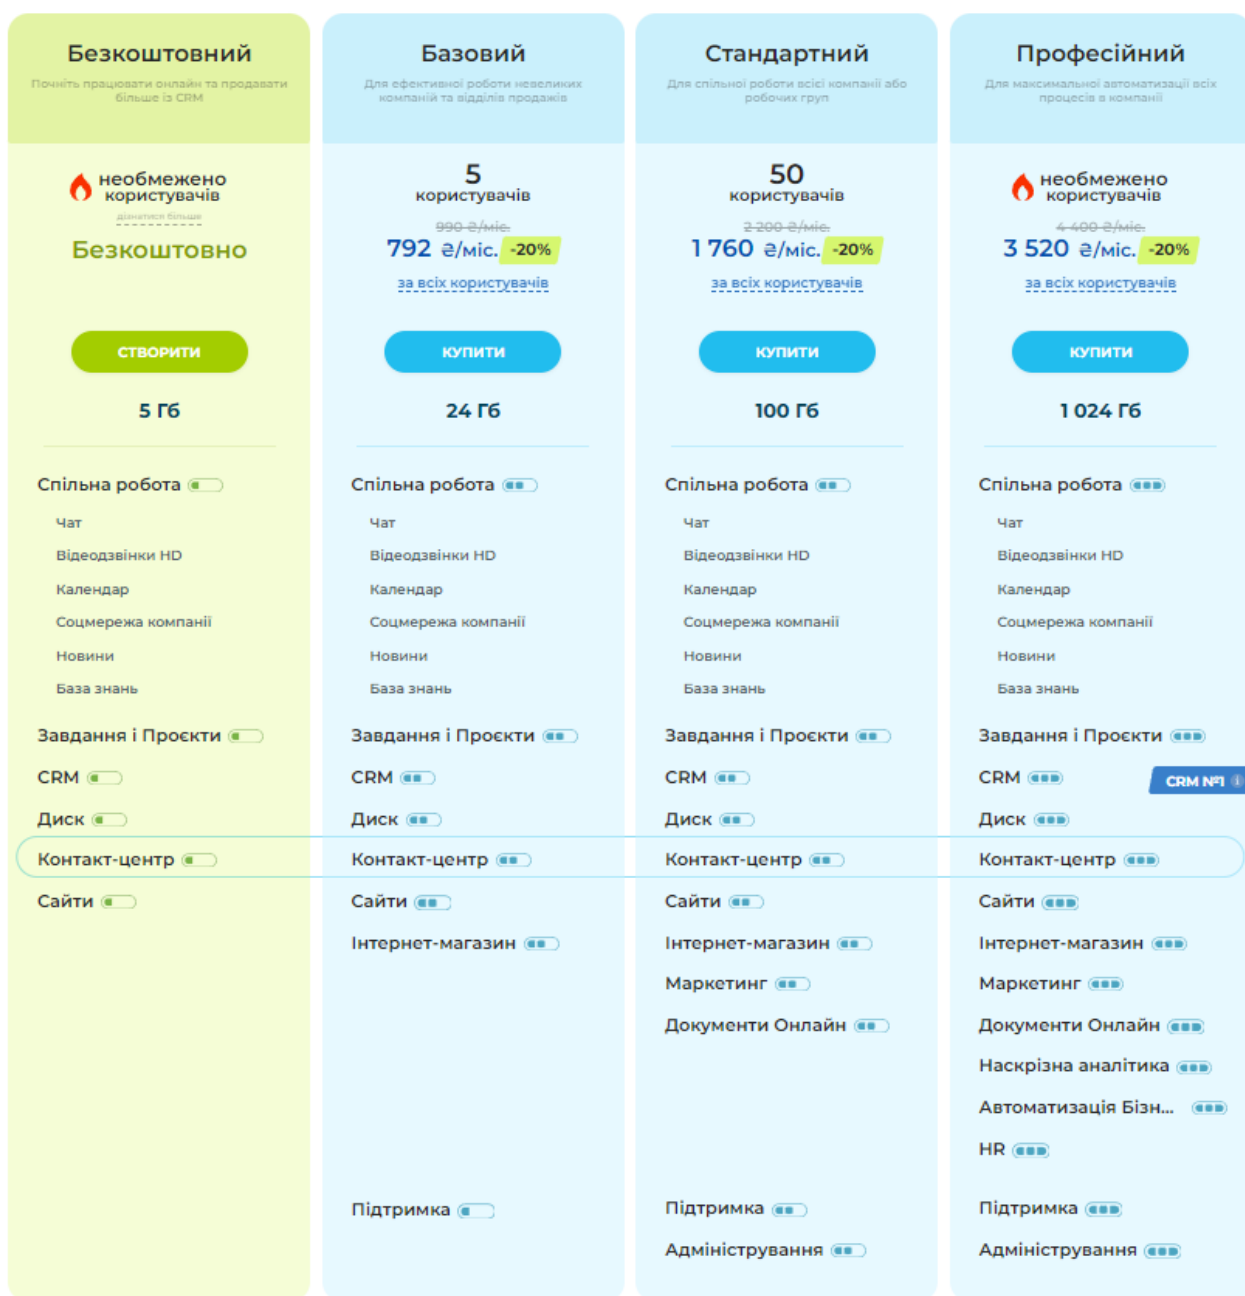 Безкоштовний
Почніть працювати онлайн та продавати
більше із CRM
необмежено
користувачів
дізнатися більше
Безкоштовно
СТВОРИТИ
5 Гб
Спільна робота
Чат
Відеодзвінки HD
Календар
Соцмережа компанії
Новини
База знань
Завдання і Проєкти
CRM
Диск
Контакт-центр
Сайти
Базовий
Для ефективної роботи невеликих
компаній та відділів продажів
5
користувачів
990 ₴/міс.
792 ₴/міс. -20%
за всіх користувачів
КУПИТИ
24 Гб
Спільна робота
Чат
Відеодзвінки HD
Календар
Соцмережа компанії
Новини
База знань
Завдання і Проєкти
CRM
Диск
Контакт-центр
Сайти
Інтернет-магазин
Підтримка
Стандартний
Для спільної роботи всієї компанії або
робочих груп
50
користувачів
2 200 ₴/міс.
1 760 ₴/міс. -20%
за всіх користувачів
КУПИТИ
100 Гб
Спільна робота
Чат
Відеодзвінки HD
Календар
Соцмережа компанії
Новини
База знань
Завдання і Проєкти
CRM
Диск
Контакт-центр
Сайти
Інтернет-магазин
Маркетинг
Документи Онлайн
Підтримка
Адміністрування
Професійний
Для максимальної автоматизації всіх
процесів в компанії
необмежено
користувачів
4 400 ₴/міс.
3 520 ₴/міс. -20%
за всіх користувачів
КУПИТИ
1 024 Гб
Спільна робота
Чат
Відеодзвінки HD
Календар
Соцмережа компанії
Новини
База знань
Завдання і Проєкти
CRM
CRM №1
Диск
Контакт-центр
Сайти
Інтернет-магазин
Маркетинг
Документи Онлайн
Наскрізна аналітика
Автоматизація Бізн...
HR
Підтримка
Адміністрування